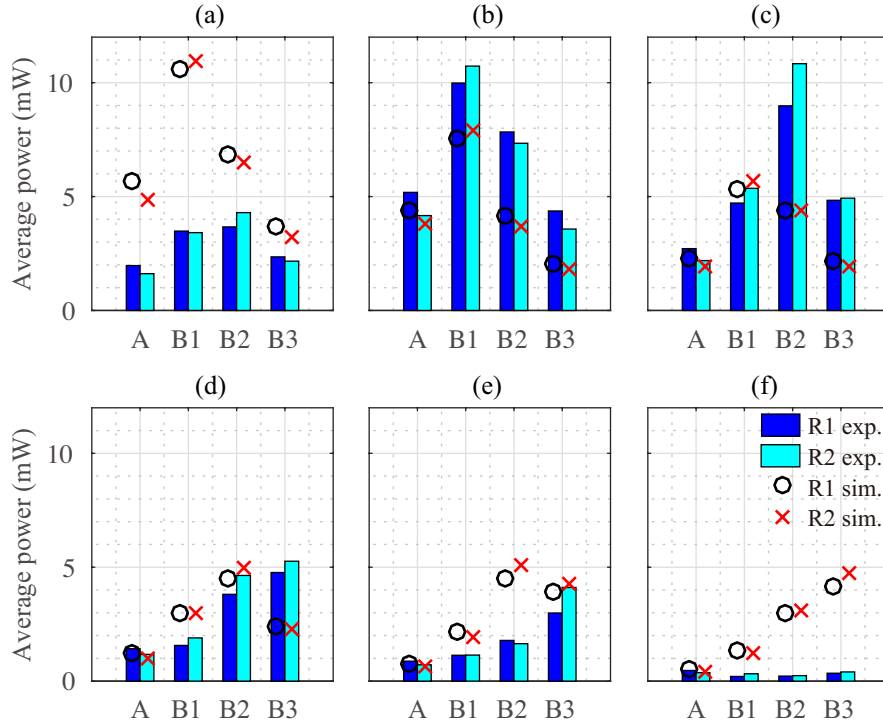 (a) (b) (c)
Average power (mW)
10
5
0
A B1 B2 B3 A B1 B2 B3 A B1 B2 B3
(d) (e) (f)
Average power (mW)
10
5
0
R1 exp.
R2 exp.
R1 sim.
R2 sim.
A B1 B2 B3 A B1 B2 B3 A B1 B2 B3